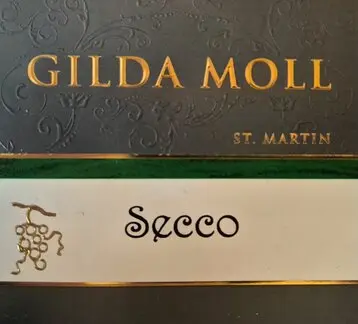 GILDA MOLL
ST. MARTIN
Secco